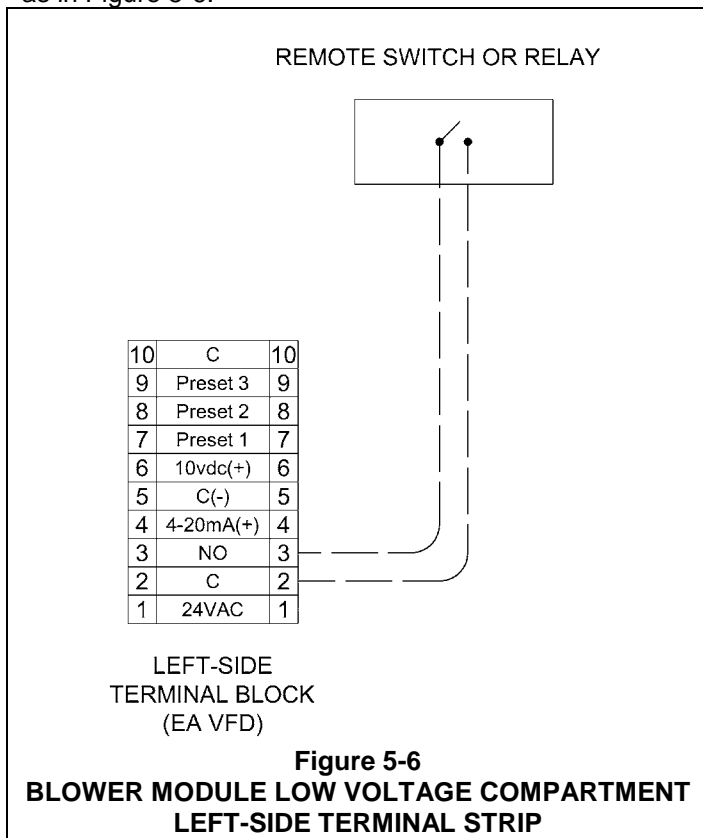 as in Figure 5-6.
REMOTE SWITCH OR RELAY
10 C 10
9 Preset 3 9
8 Preset 2 8
7 Preset 1 7
6 10vdc(+) 6
5 C(-) 5
4 4-20mA(+) 4
3 NO 3
2 C 2
1 24VAC 1
LEFT-SIDE
TERMINAL BLOCK
(EA VFD)
Figure 5-6
BLOWER MODULE LOW VOLTAGE COMPARTMENT
LEFT-SIDE TERMINAL STRIP